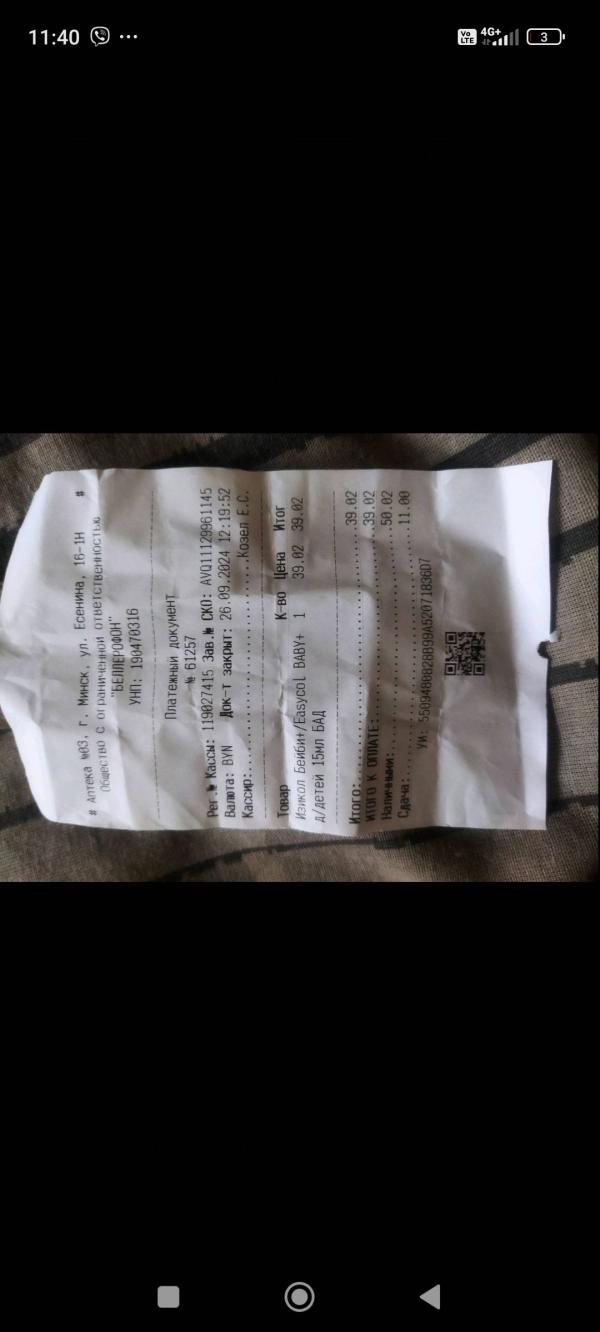 11:40
Vo LTE 4G+ 3
# Аптека №03, г. Минск, ул. Есенина, 16-1Н #
Общество с ограниченной ответственностью
"БЕЛЛЕРОФОН"
УНП: 190470316
Платежный документ
№ 61257
Рег.№ Кассы: 119027415 Зав.№ СКО: AVQ11129961145
Валюта: BYN Док-т закрыт: 26.09.2024 12:19:52
Кассир:..............................Козел Е.С.
Товар К-во Цена Итог
Изикол Бейби+/Easycol BABY+ 1 39.02 39.02
д/детей 15мл БАД
Итого:..............................39.02
ИТОГО К ОПЛАТЕ:..............................39.02
Наличными:..............................50.02
Сдача:..............................11.00